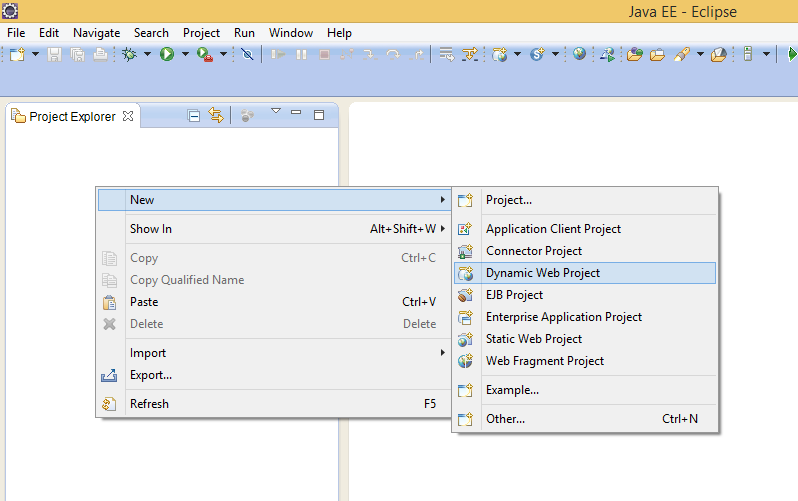 Java EE - Eclipse
File Edit Navigate Search Project Run Window Help
Project Explorer
New
Show In Alt+Shift+W
Copy Ctrl+C
Copy Qualified Name
Paste Ctrl+V
Delete Delete
Import
Export...
Refresh F5
Project...
Application Client Project
Connector Project
Dynamic Web Project
EJB Project
Enterprise Application Project
Static Web Project
Web Fragment Project
Example...
Other... Ctrl+N